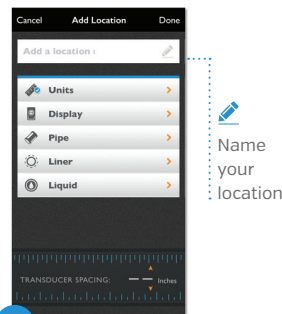 Cancel Add Location Done
Add a location :
Units
Display
Pipe
Liner
Liquid
TRANSDUCER SPACING: –– Inches
Name
your
location